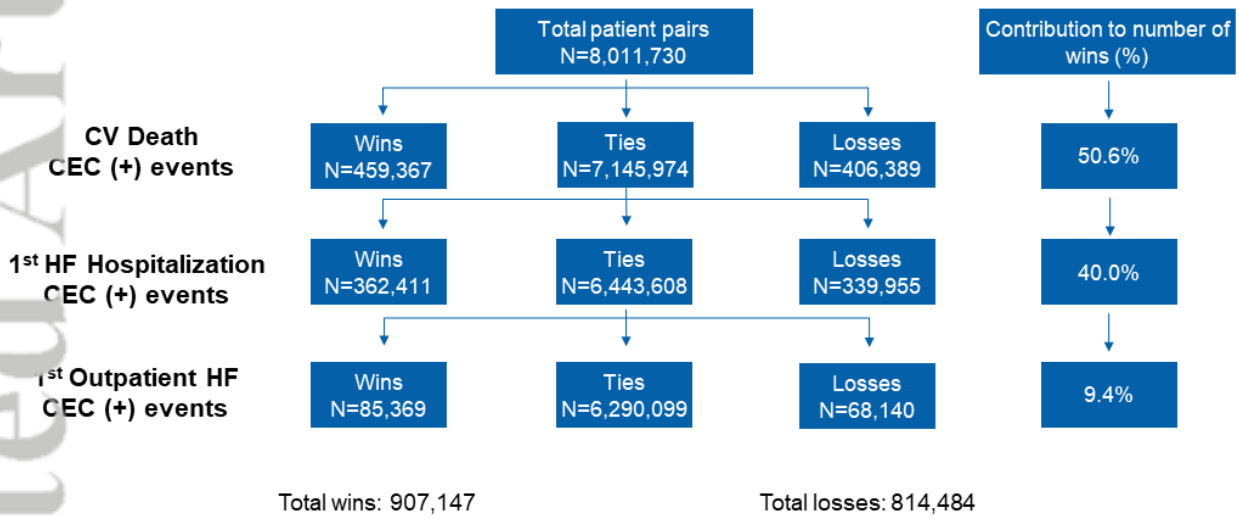 Total patient pairs
N=8,011,730
Contribution to number of
wins (%)
CV Death
CEC (+) events
Wins
N=459,367
Ties
N=7,145,974
Losses
N=406,389
50.6%
1st HF Hospitalization
CEC (+) events
Wins
N=362,411
Ties
N=6,443,608
Losses
N=339,955
40.0%
1st Outpatient HF
CEC (+) events
Wins
N=85,369
Ties
N=6,290,099
Losses
N=68,140
9.4%
Total wins: 907,147
Total losses: 814,484